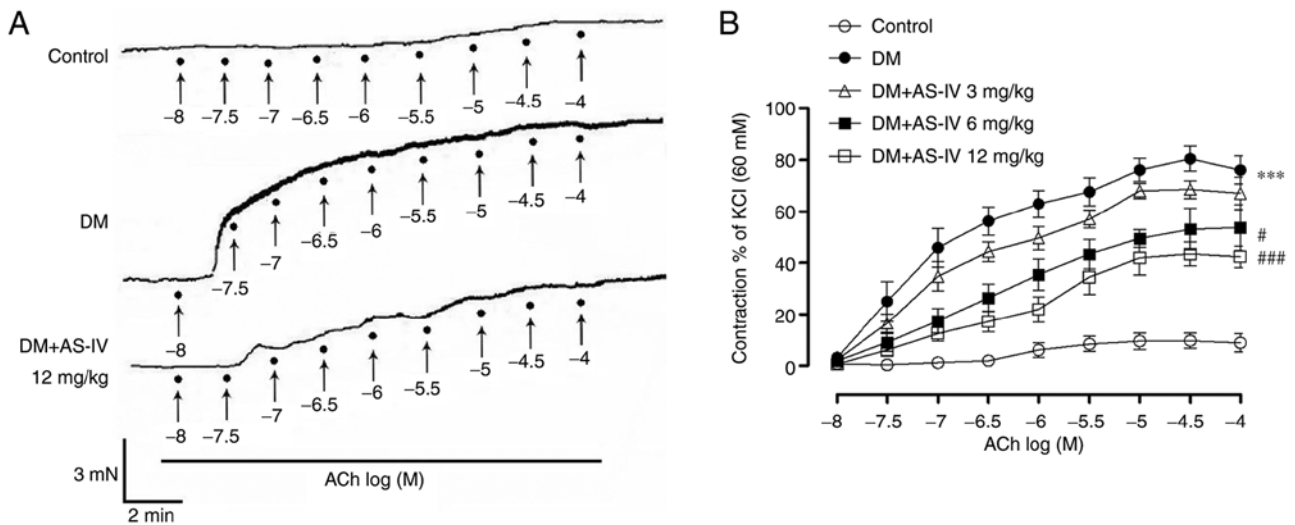 A
Control
−8
−7.5
−7
−6.5
−6
−5.5
−5
−4.5
−4
DM
−8
−7.5
−7
−6.5
−6
−5.5
−5
−4.5
−4
DM+AS-IV
12 mg/kg
−8
−7.5
−7
−6.5
−6
−5.5
−5
−4.5
−4
3 mN
2 min
ACh log (M)
B
Control
DM
DM+AS-IV 3 mg/kg
DM+AS-IV 6 mg/kg
DM+AS-IV 12 mg/kg
Contraction % of KCl (60 mM)
100
80
60
40
20
0
***
#
###
−8 −7.5 −7 −6.5 −6 −5.5 −5 −4.5 −4
ACh log (M)